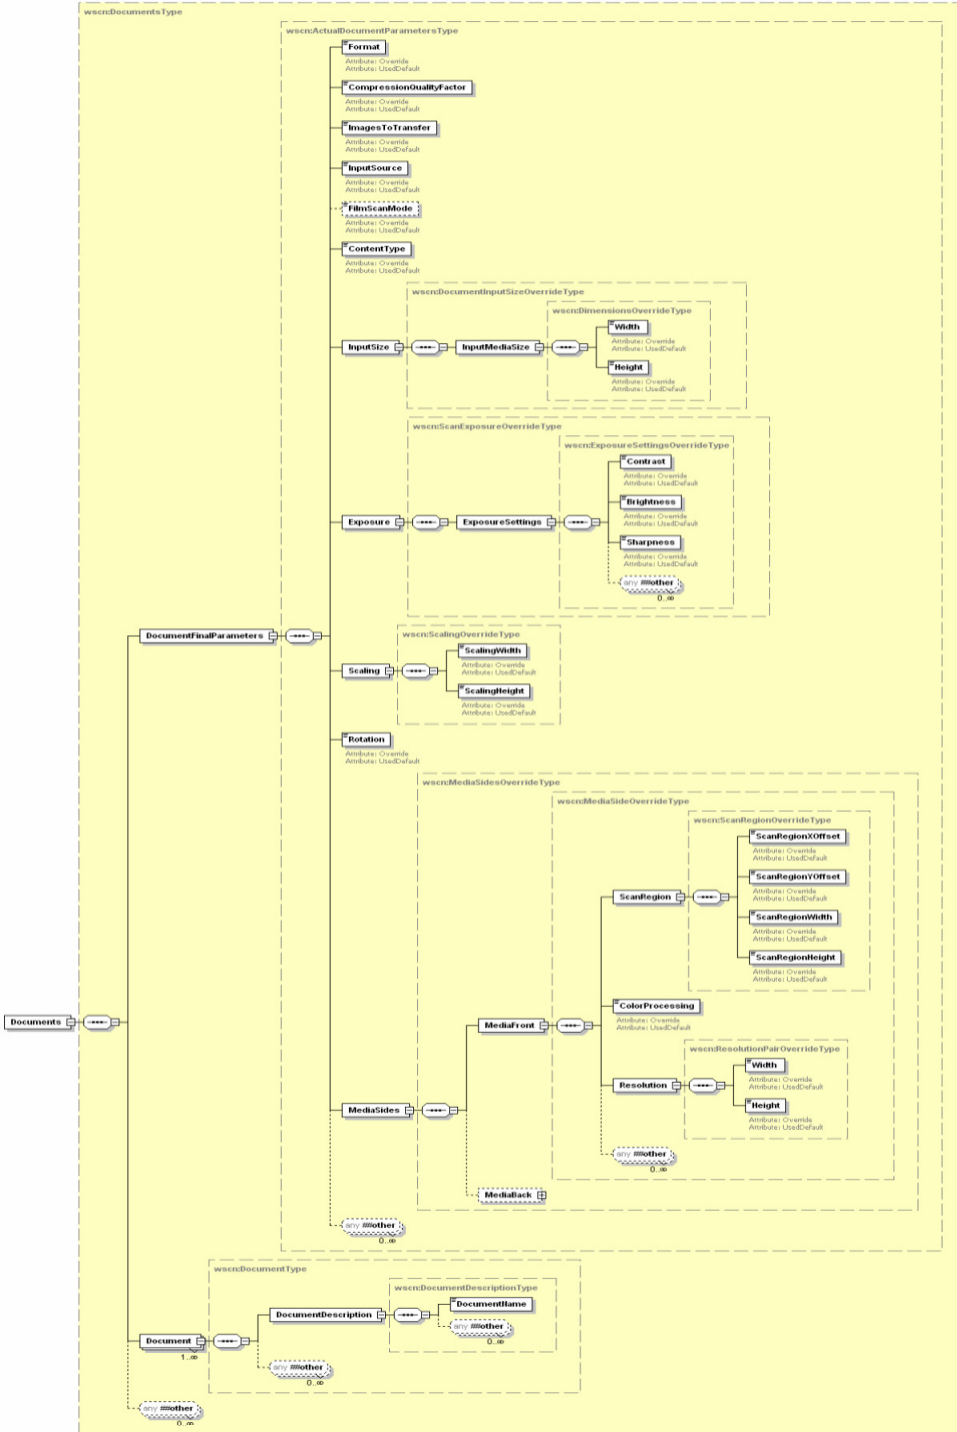 wscn:DocumentsType
wscn:ActualDocumentParametersType
Format
Attribute: Override
Attribute: UsedDefault
CompressionQualityFactor
Attribute: Override
Attribute: UsedDefault
ImagesToTransfer
Attribute: Override
Attribute: UsedDefault
InputSource
Attribute: Override
Attribute: UsedDefault
FilmScanMode
Attribute: Override
Attribute: UsedDefault
ContentType
Attribute: Override
Attribute: UsedDefault
wscn:DocumentInputSizeOverrideType
wscn:DimensionsOverrideType
Width
Attribute: Override
Attribute: UsedDefault
InputSize
InputMediaSize
Height
Attribute: Override
Attribute: UsedDefault
wscn:ScanExposureOverrideType
wscn:ExposureSettingsOverrideType
Contrast
Attribute: Override
Attribute: UsedDefault
Brightness
Attribute: Override
Attribute: UsedDefault
Exposure
ExposureSettings
Sharpness
Attribute: Override
Attribute: UsedDefault
any ##other
0..∞
DocumentFinalParameters
wscn:ScalingOverrideType
ScalingWidth
Attribute: Override
Attribute: UsedDefault
Scaling
ScalingHeight
Attribute: Override
Attribute: UsedDefault
Rotation
Attribute: Override
Attribute: UsedDefault
wscn:MediaSidesOverrideType
wscn:MediaSideOverrideType
wscn:ScanRegionOverrideType
ScanRegionXOffset
Attribute: Override
Attribute: UsedDefault
ScanRegionYOffset
Attribute: Override
Attribute: UsedDefault
ScanRegion
ScanRegionWidth
Attribute: Override
Attribute: UsedDefault
ScanRegionHeight
Attribute: Override
Attribute: UsedDefault
ColorProcessing
Attribute: Override
Attribute: UsedDefault
Documents
MediaFront
wscn:ResolutionPairOverrideType
Width
Attribute: Override
Attribute: UsedDefault
Resolution
Height
Attribute: Override
Attribute: UsedDefault
MediaSides
any ##other
0..∞
MediaBack
any ##other
0..∞
wscn:DocumentType
wscn:DocumentDescriptionType
DocumentName
DocumentDescription
any ##other
0..∞
Document
1..∞
any ##other
0..∞
any ##other
0..∞